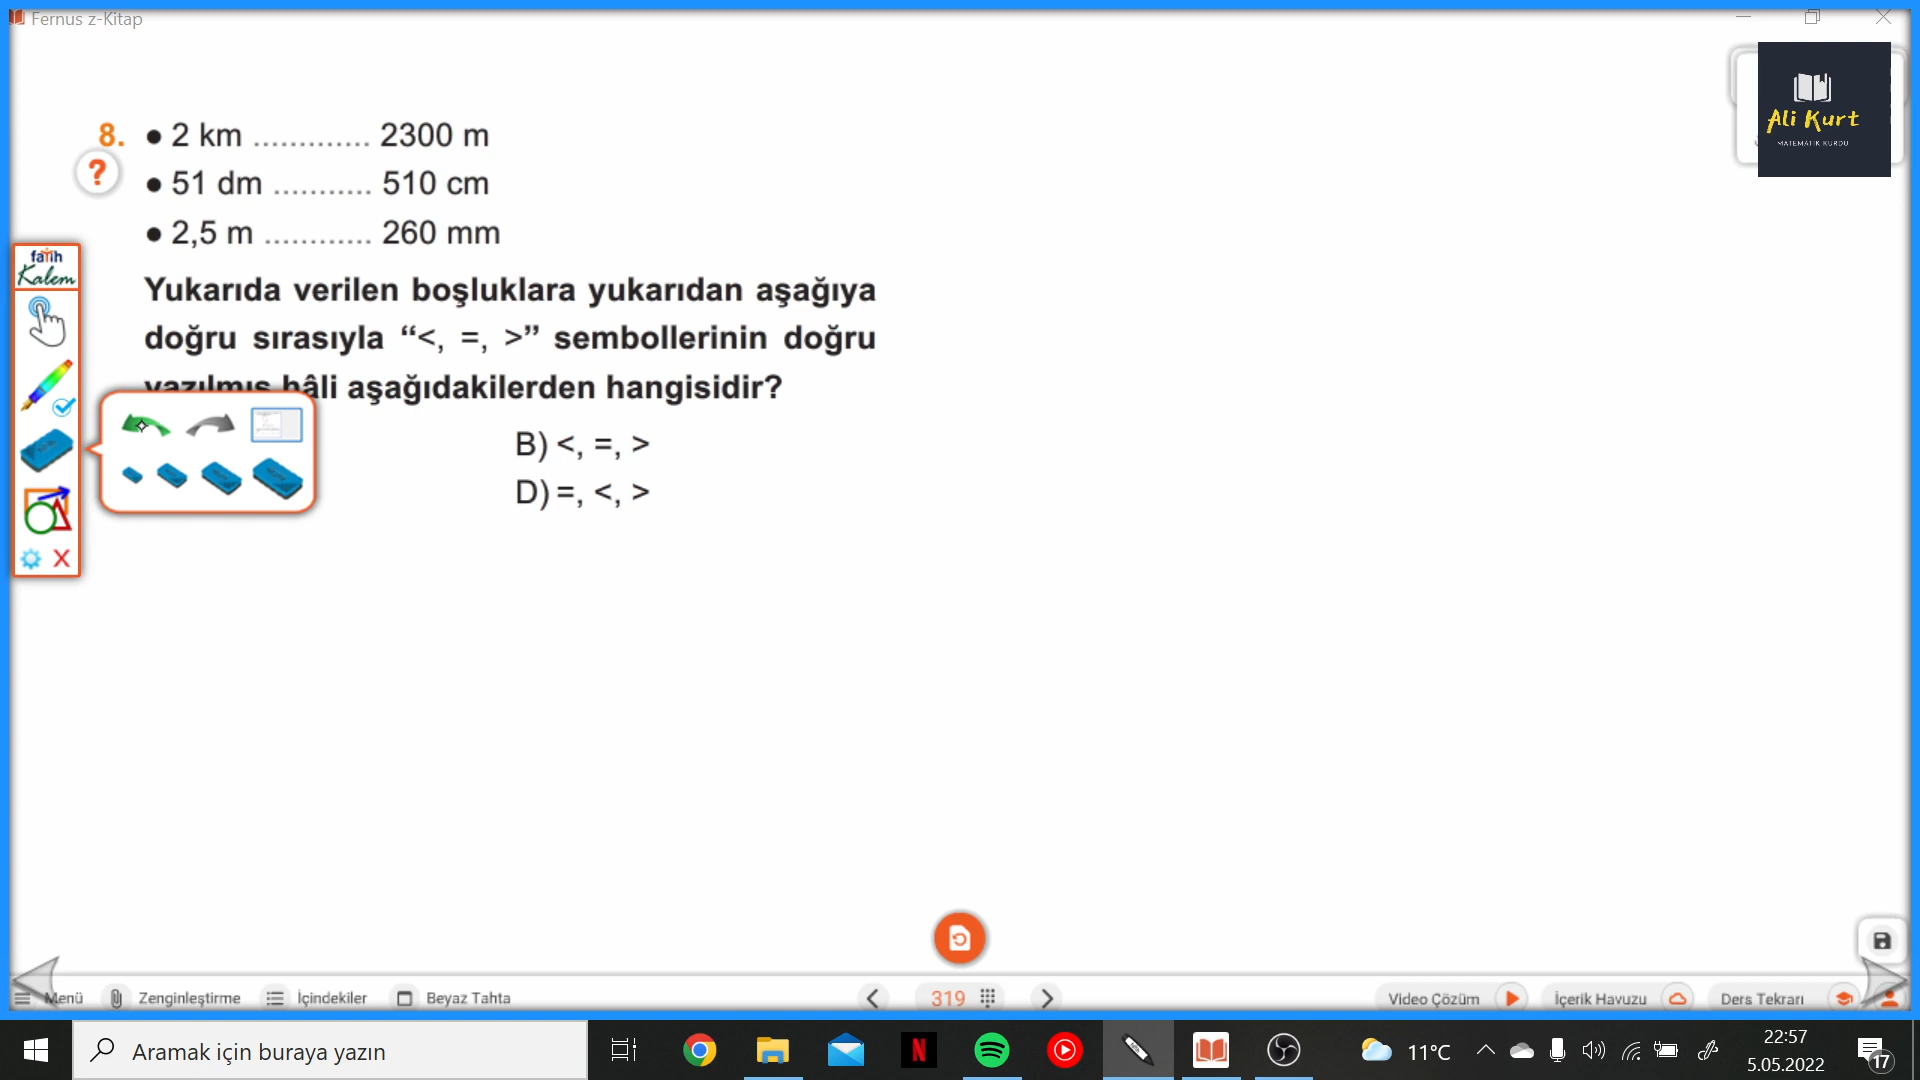 Fernus z-Kitap
Ali Kurt
MATEMATİK KURDU
8. ● 2 km ............. 2300 m
● 51 dm ........... 510 cm
● 2,5 m ............ 260 mm
Yukarıda verilen boşluklara yukarıdan aşağıya
doğru sırasıyla “<, =, >” sembollerinin doğru
yazılmış hâli aşağıdakilerden hangisidir?
B) <, =, >
D) =, <, >
?
fatih
Kalem
Menü Zenginleştirme İçindekiler Beyaz Tahta 319 Video Çözüm İçerik Havuzu Ders Tekrarı
Aramak için buraya yazın
N
11°C
22:57
5.05.2022
17